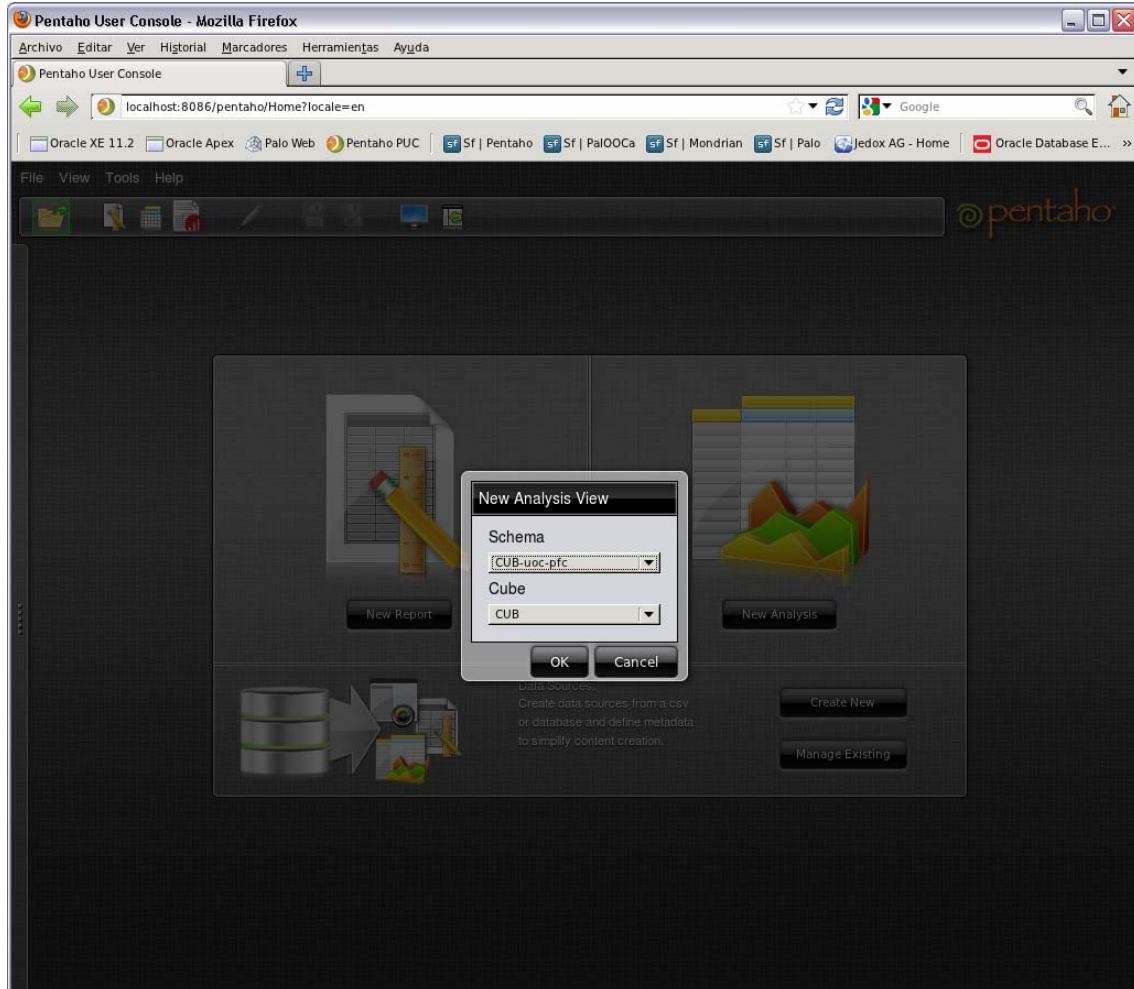 Pentaho User Console - Mozilla Firefox
Archivo Editar Ver Historial Marcadores Herramientas Ayuda
Pentaho User Console
localhost:8086/pentaho/Home?locale=en
Google
Oracle XE 11.2 Oracle Apex Palo Web Pentaho PUC Sf | Pentaho Sf | PalOOCa Sf | Mondrian Sf | Palo Jedox AG - Home Oracle Database E... »
File View Tools Help
pentaho
New Analysis View
Schema
CUB-uoc-pfc
Cube
CUB
OK Cancel
New Report
New Analysis
Data Sources.
Create data sources from a csv
or database and define metadata
to simplify content creation.
Create New
Manage Existing